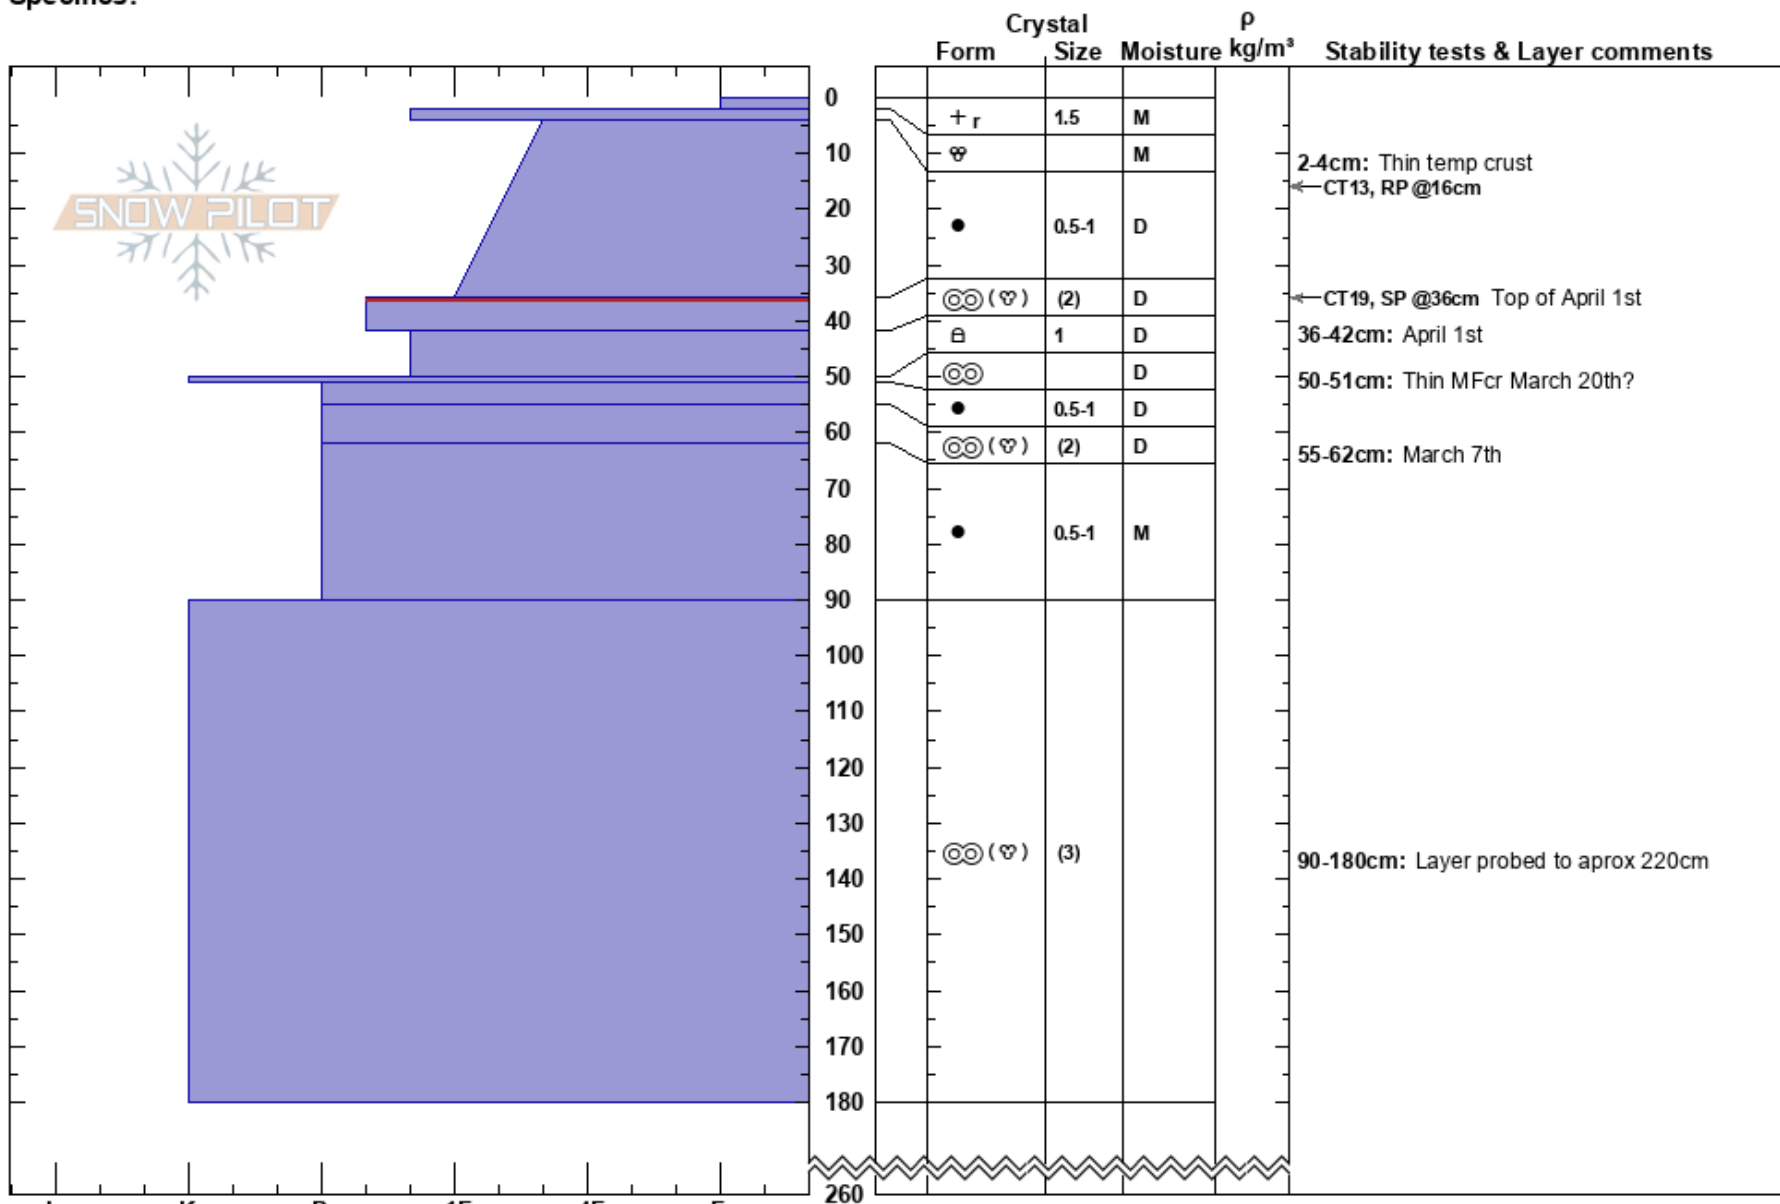 Crystal ρ
Form Size Moisture kg/m³ Stability tests & Layer comments
0
+ r 1.5 M
M
10
2-4cm: Thin temp crust
CT13, RP @16cm
SNOW PILOT
20
● 0.5-1 D
30
(2) D
CT19, SP @36cm Top of April 1st
40
1 D
36-42cm: April 1st
50
D
50-51cm: Thin MFcr March 20th?
● 0.5-1 D
60
(2) D
55-62cm: March 7th
70
● 0.5-1 M
80
90
100
110
120
130
(3)
90-180cm: Layer probed to aprox 220cm
140
150
160
170
180
260